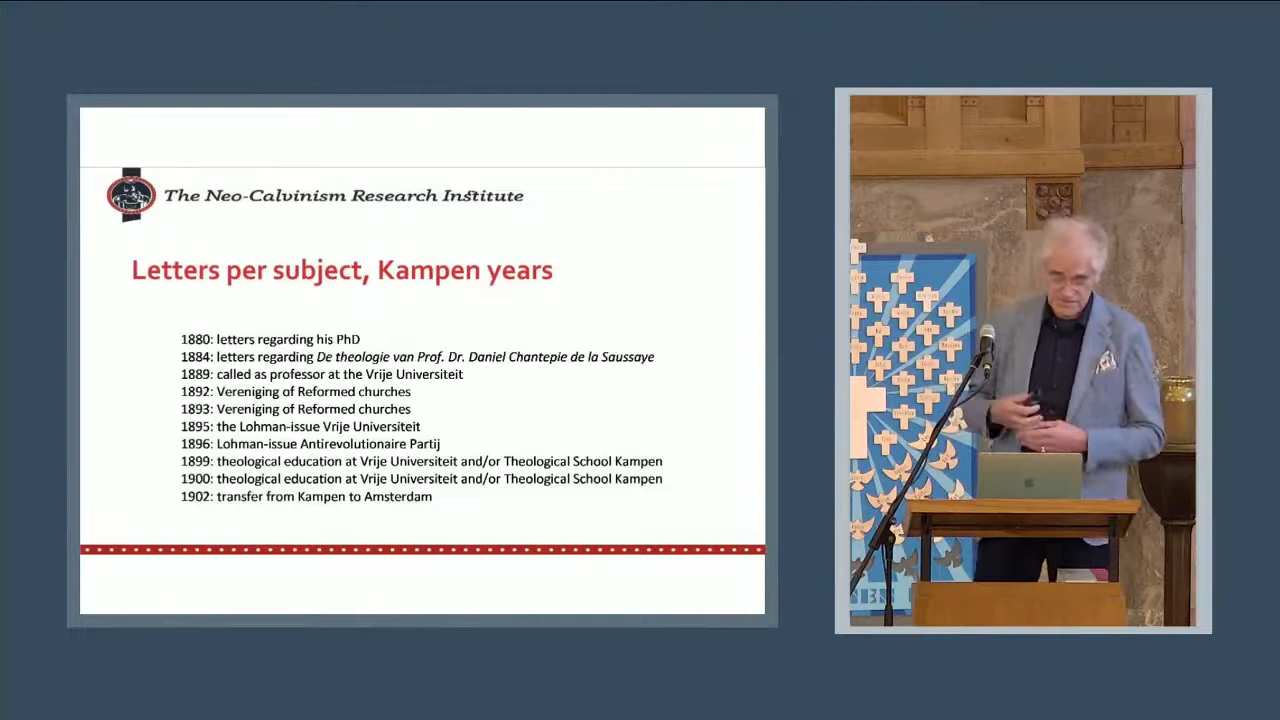 The Neo-Calvinism Research Institute
Letters per subject, Kampen years
1880: letters regarding his PhD
1884: letters regarding De theologie van Prof. Dr. Daniel Chantepie de la Saussaye
1889: called as professor at the Vrije Universiteit
1892: Vereniging of Reformed churches
1893: Vereniging of Reformed churches
1895: the Lohman-issue Vrije Universiteit
1896: Lohman-issue Antirevolutionaire Partij
1899: theological education at Vrije Universiteit and/or Theological School Kampen
1900: theological education at Vrije Universiteit and/or Theological School Kampen
1902: transfer from Kampen to Amsterdam